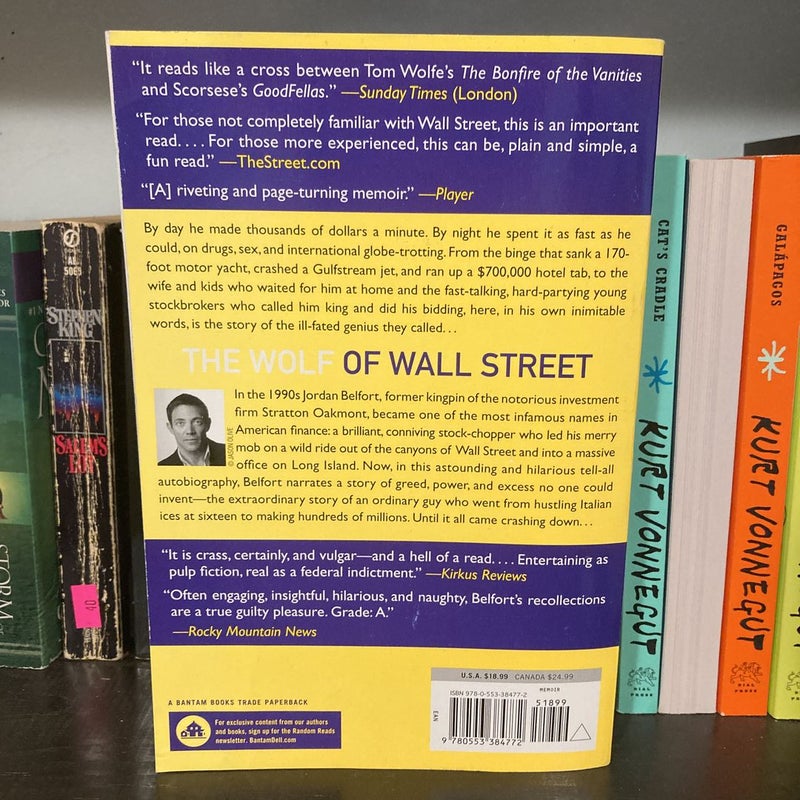 “It reads like a cross between Tom Wolfe’s The Bonfire of the Vanities
and Scorsese’s GoodFellas.” —Sunday Times (London)
“For those not completely familiar with Wall Street, this is an important
read. . . . For those more experienced, this can be, plain and simple, a
fun read.” —TheStreet.com
“[A] riveting and page-turning memoir.” —Player
By day he made thousands of dollars a minute. By night he spent it as fast as he
could, on drugs, sex, and international globe-trotting. From the binge that sank a 170-
foot motor yacht, crashed a Gulfstream jet, and ran up a $700,000 hotel tab, to the
wife and kids who waited for him at home and the fast-talking, hard-partying young
stockbrokers who called him king and did his bidding, here, in his own inimitable
words, is the story of the ill-fated genius they called. . .
THE WOLF OF WALL STREET
In the 1990s Jordan Belfort, former kingpin of the notorious investment
firm Stratton Oakmont, became one of the most infamous names in
American finance: a brilliant, conniving stock-chopper who led his merry
mob on a wild ride out of the canyons of Wall Street and into a massive
office on Long Island. Now, in this astounding and hilarious tell-all
autobiography, Belfort narrates a story of greed, power, and excess no one could
invent—the extraordinary story of an ordinary guy who went from hustling Italian
ices at sixteen to making hundreds of millions. Until it all came crashing down. . .
© JASON OLIVE
“It is crass, certainly, and vulgar—and a hell of a read. . . . Entertaining as
pulp fiction, real as a federal indictment.” —Kirkus Reviews
“Often engaging, insightful, hilarious, and naughty, Belfort’s recollections
are a true guilty pleasure. Grade: A.”
—Rocky Mountain News
A BANTAM BOOKS TRADE PAPERBACK
For exclusive content from our authors
and books, sign up for the Random Reads
newsletter. BantamDell.com
U.S.A. $18.99 CANADA $24.99
ISBN 978-0-553-38477-2
MEMOIR
51899
EAN
9 780553 384772
STEPHEN
KING
'SALEM'S
LOT
40
STORM
CAT'S CRADLE
KURT VONNEGUT
DIAL
PRESS
GALÁPAGOS
KURT VONNEGUT
DIAL
PRESS